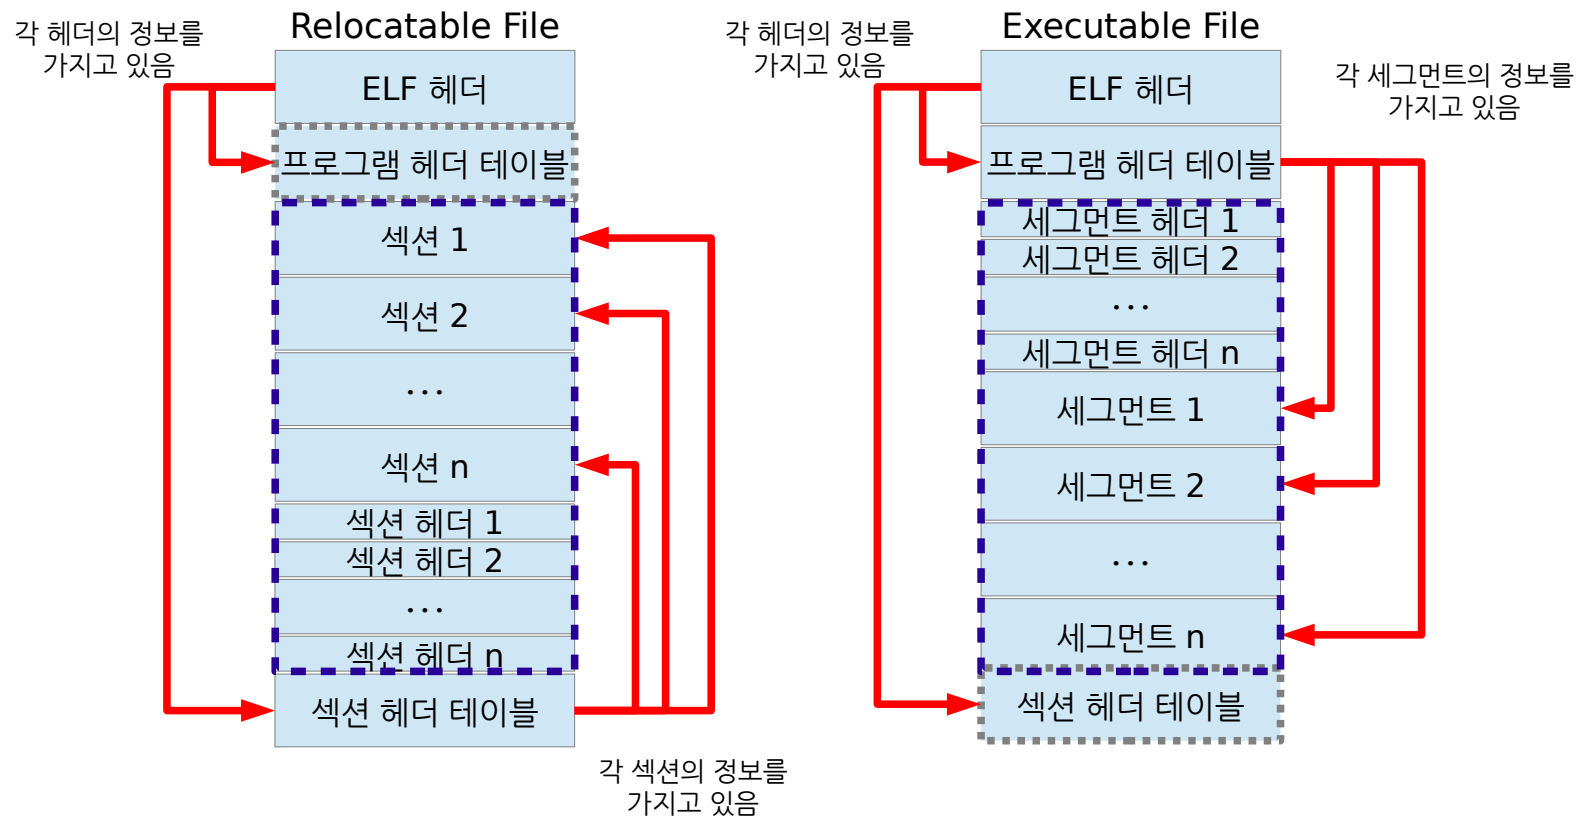 각 헤더의 정보를
가지고 있음
Relocatable File
ELF 헤더
프로그램 헤더 테이블
섹션 1
섹션 2
...
섹션 n
섹션 헤더 1
섹션 헤더 2
...
섹션 헤더 n
섹션 헤더 테이블
각 섹션의 정보를
가지고 있음
각 헤더의 정보를
가지고 있음
Executable File
각 세그먼트의 정보를
가지고 있음
ELF 헤더
프로그램 헤더 테이블
세그먼트 헤더 1
세그먼트 헤더 2
...
세그먼트 헤더 n
세그먼트 1
세그먼트 2
...
세그먼트 n
섹션 헤더 테이블